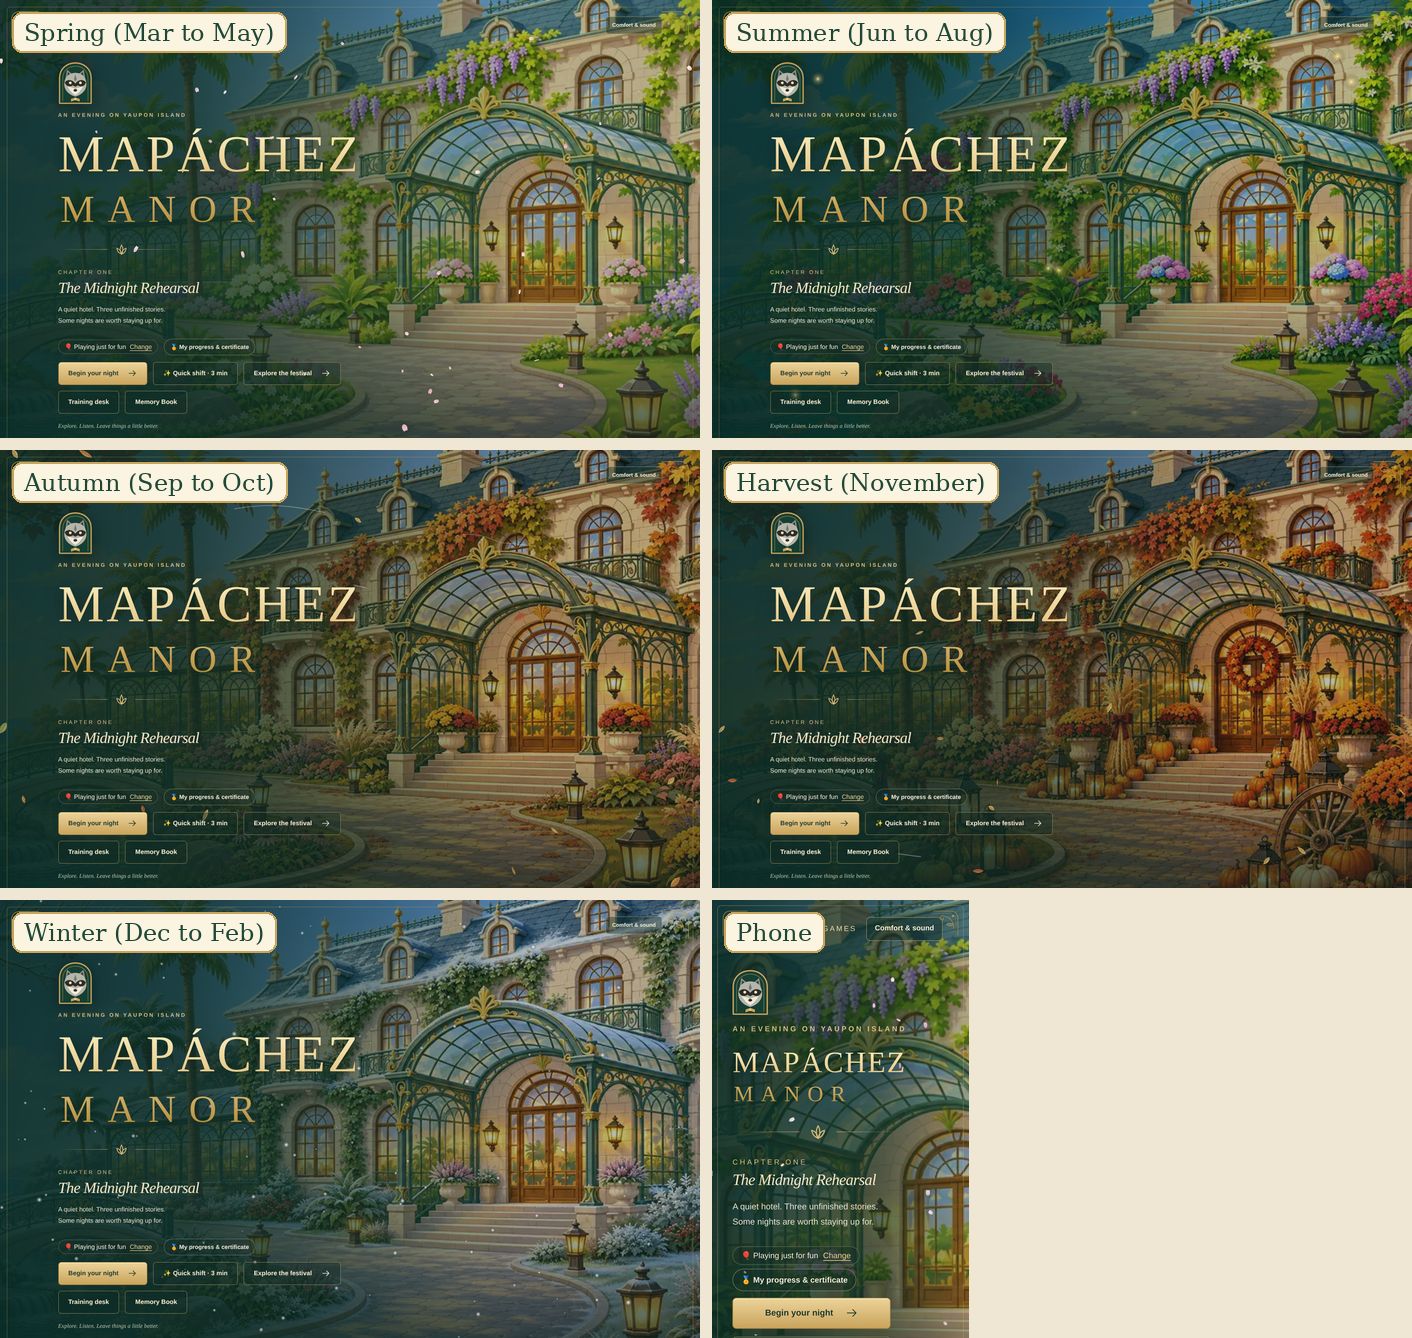 Spring (Mar to May)
Comfort & sound
AN EVENING ON YAUPON ISLAND
MAPÁCHEZ
MANOR
CHAPTER ONE
The Midnight Rehearsal
A quiet hotel. Three unfinished stories.
Some nights are worth staying up for.
🎈 Playing just for fun Change 🏅 My progress & certificate
Begin your night → ✨ Quick shift · 3 min Explore the festival →
Training desk Memory Book
Explore. Listen. Leave things a little better.
Summer (Jun to Aug)
Comfort & sound
AN EVENING ON YAUPON ISLAND
MAPÁCHEZ
MANOR
CHAPTER ONE
The Midnight Rehearsal
A quiet hotel. Three unfinished stories.
Some nights are worth staying up for.
🎈 Playing just for fun Change 🏅 My progress & certificate
Begin your night → ✨ Quick shift · 3 min Explore the festival →
Training desk Memory Book
Explore. Listen. Leave things a little better.
Autumn (Sep to Oct)
Comfort & sound
AN EVENING ON YAUPON ISLAND
MAPÁCHEZ
MANOR
CHAPTER ONE
The Midnight Rehearsal
A quiet hotel. Three unfinished stories.
Some nights are worth staying up for.
🎈 Playing just for fun Change 🏅 My progress & certificate
Begin your night → ✨ Quick shift · 3 min Explore the festival →
Training desk Memory Book
Explore. Listen. Leave things a little better.
Harvest (November)
Comfort & sound
AN EVENING ON YAUPON ISLAND
MAPÁCHEZ
MANOR
CHAPTER ONE
The Midnight Rehearsal
A quiet hotel. Three unfinished stories.
Some nights are worth staying up for.
🎈 Playing just for fun Change 🏅 My progress & certificate
Begin your night → ✨ Quick shift · 3 min Explore the festival →
Training desk Memory Book
Explore. Listen. Leave things a little better.
Winter (Dec to Feb)
Comfort & sound
AN EVENING ON YAUPON ISLAND
MAPÁCHEZ
MANOR
CHAPTER ONE
The Midnight Rehearsal
A quiet hotel. Three unfinished stories.
Some nights are worth staying up for.
🎈 Playing just for fun Change 🏅 My progress & certificate
Begin your night → ✨ Quick shift · 3 min Explore the festival →
Training desk Memory Book
Explore. Listen. Leave things a little better.
Phone GAMES Comfort & sound
AN EVENING ON YAUPON ISLAND
MAPÁCHEZ
MANOR
CHAPTER ONE
The Midnight Rehearsal
A quiet hotel. Three unfinished stories.
Some nights are worth staying up for.
🎈 Playing just for fun Change
🏅 My progress & certificate
Begin your night →